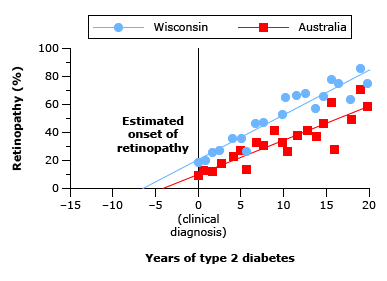 Wisconsin Australia
Retinopathy (%)
100
80
60
40
20
0
Estimated
onset of
retinopathy
−15 −10 −5 0 5 10 15 20
(clinical
diagnosis)
Years of type 2 diabetes